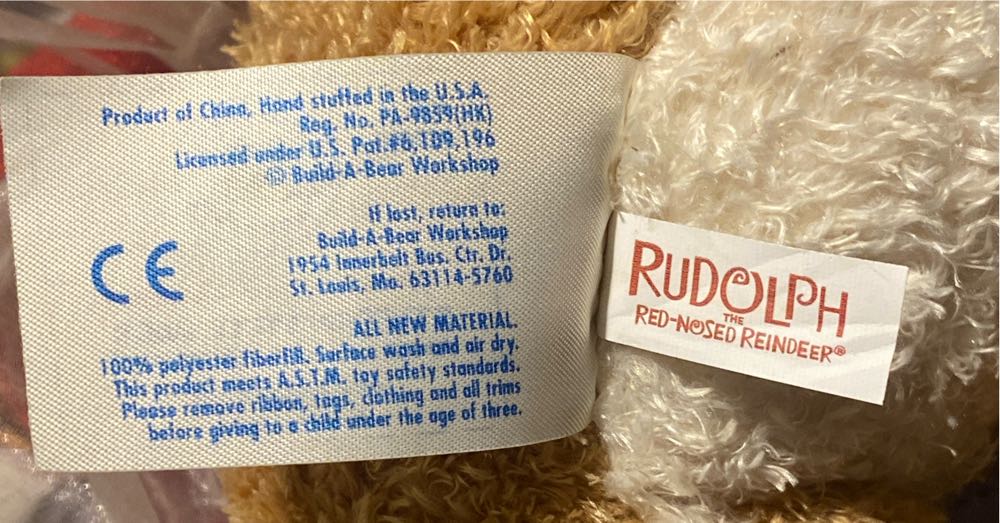 Product of China, Hand stuffed in the U.S.A.
Reg. No. PA-9859(HK)
Licensed under U.S. Pat.#6,109,196
© Build-A-Bear Workshop
If lost, return to:
Build-A-Bear Workshop
1954 Innerbelt Bus. Ctr. Dr.
St. Louis, Mo. 63114-5760
CE
ALL NEW MATERIAL.
100% polyester fiberfill. Surface wash and air dry.
This product meets A.S.T.M. toy safety standards.
Please remove ribbon, tags, clothing and all trims
before giving to a child under the age of three.
RUDOLPH
THE
RED-NOSED REINDEER®